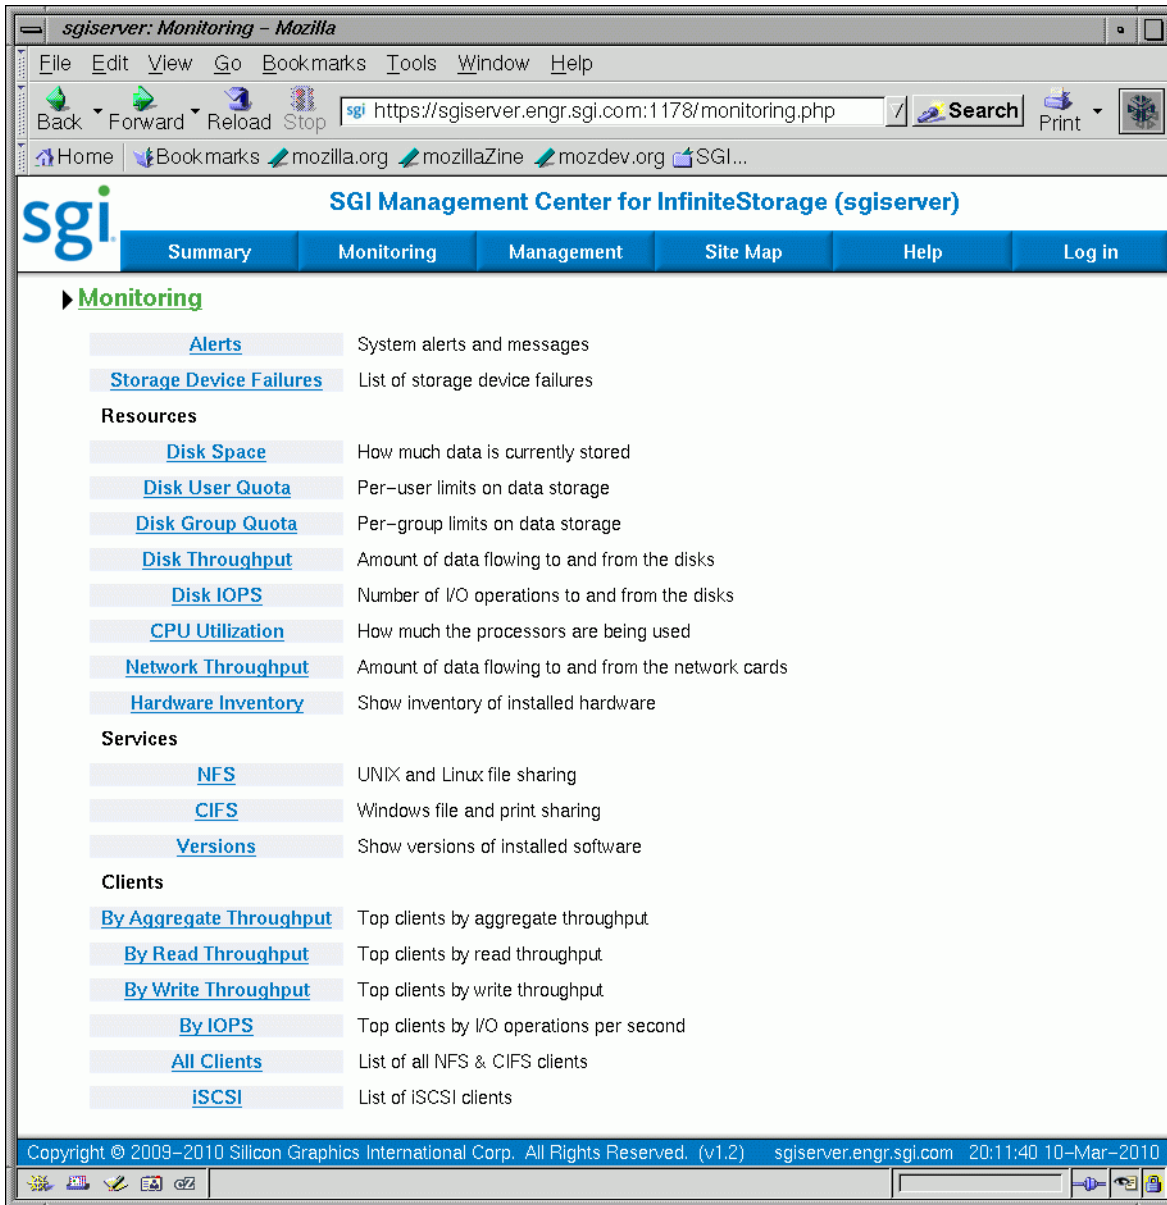 sgiserver: Monitoring – Mozilla
File Edit View Go Bookmarks Tools Window Help
Back Forward Reload Stop sgi https://sgiserver.engr.sgi.com:1178/monitoring.php Search Print
Home Bookmarks mozilla.org mozillaZine mozdev.org SGI...
sgi SGI Management Center for InfiniteStorage (sgiserver)
Summary Monitoring Management Site Map Help Log in
Monitoring
Alerts System alerts and messages
Storage Device Failures List of storage device failures
Resources
Disk Space How much data is currently stored
Disk User Quota Per–user limits on data storage
Disk Group Quota Per–group limits on data storage
Disk Throughput Amount of data flowing to and from the disks
Disk IOPS Number of I/O operations to and from the disks
CPU Utilization How much the processors are being used
Network Throughput Amount of data flowing to and from the network cards
Hardware Inventory Show inventory of installed hardware
Services
NFS UNIX and Linux file sharing
CIFS Windows file and print sharing
Versions Show versions of installed software
Clients
By Aggregate Throughput Top clients by aggregate throughput
By Read Throughput Top clients by read throughput
By Write Throughput Top clients by write throughput
By IOPS Top clients by I/O operations per second
All Clients List of all NFS & CIFS clients
iSCSI List of iSCSI clients
Copyright © 2009–2010 Silicon Graphics International Corp. All Rights Reserved. (v1.2) sgiserver.engr.sgi.com 20:11:40 10–Mar–2010